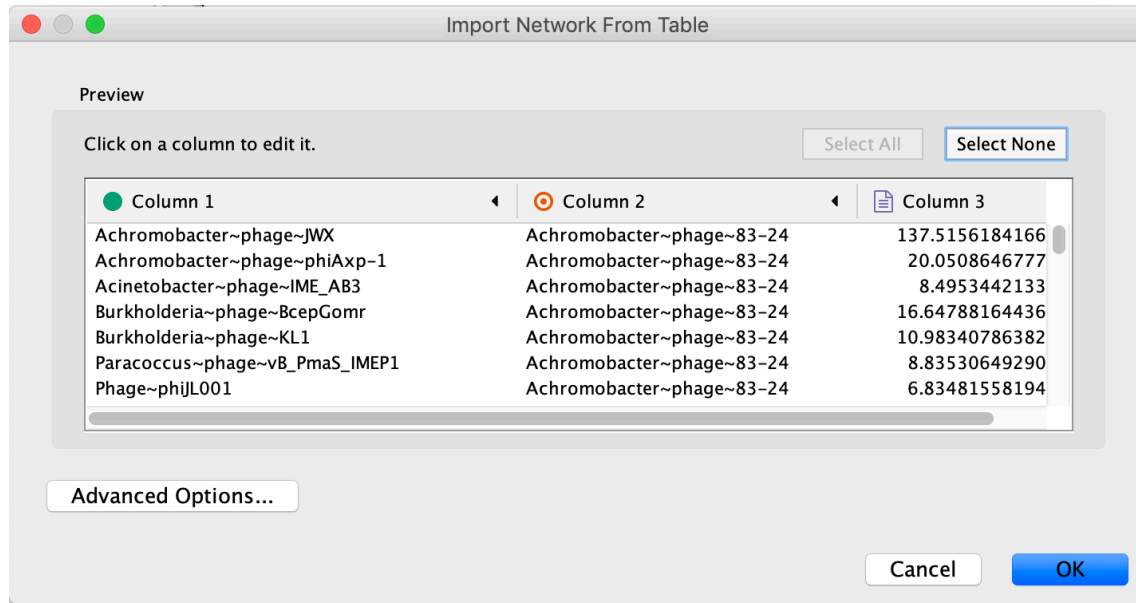 Import Network From Table
Preview
Click on a column to edit it.
Select All
Select None
Column 1
Column 2
Column 3
Achromobacter~phage~JWX Achromobacter~phage~83-24 137.5156184166
Achromobacter~phage~phiAxp-1 Achromobacter~phage~83-24 20.0508646777
Acinetobacter~phage~IME_AB3 Achromobacter~phage~83-24 8.4953442133
Burkholderia~phage~BcepGomr Achromobacter~phage~83-24 16.64788164436
Burkholderia~phage~KL1 Achromobacter~phage~83-24 10.98340786382
Paracoccus~phage~vB_PmaS_IMEP1 Achromobacter~phage~83-24 8.83530649290
Phage~phiJL001 Achromobacter~phage~83-24 6.83481558194
Advanced Options...
Cancel
OK